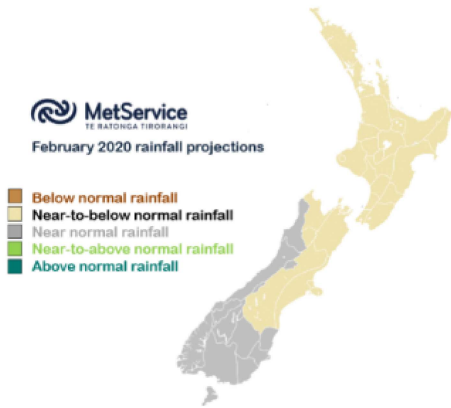 MetService
TE RATONGA TIRORANGI
February 2020 rainfall projections
Below normal rainfall
Near-to-below normal rainfall
Near normal rainfall
Near-to-above normal rainfall
Above normal rainfall